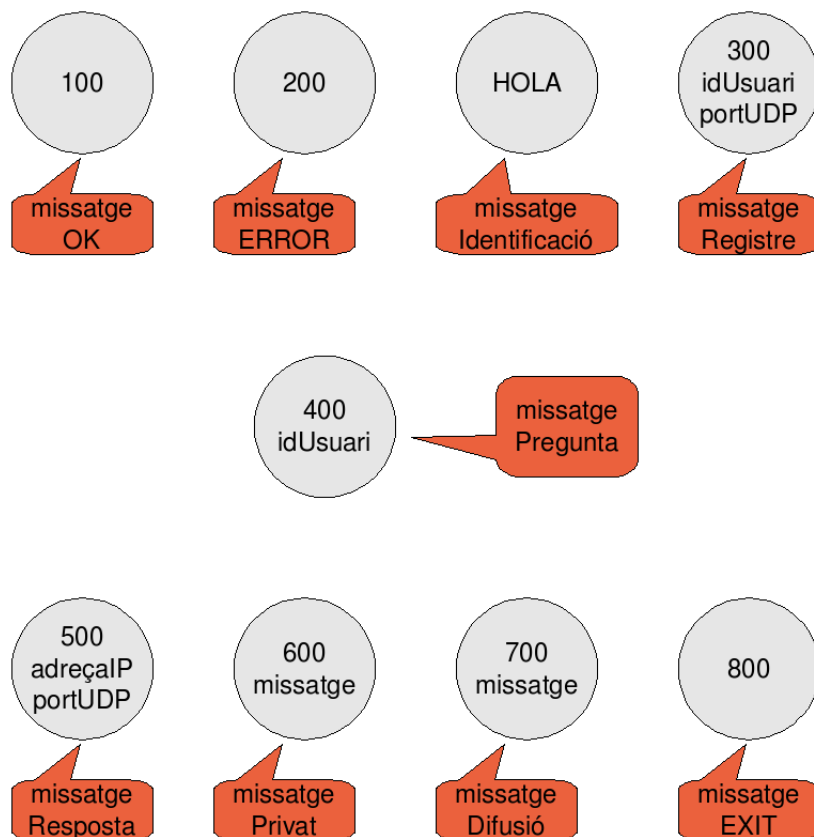 100
missatge
OK
200
missatge
ERROR
HOLA
missatge
Identificació
300
idUsuari
portUDP
missatge
Registre
400
idUsuari
missatge
Pregunta
500
adreçaIP
portUDP
missatge
Resposta
600
missatge
missatge
Privat
700
missatge
missatge
Difusió
800
missatge
EXIT